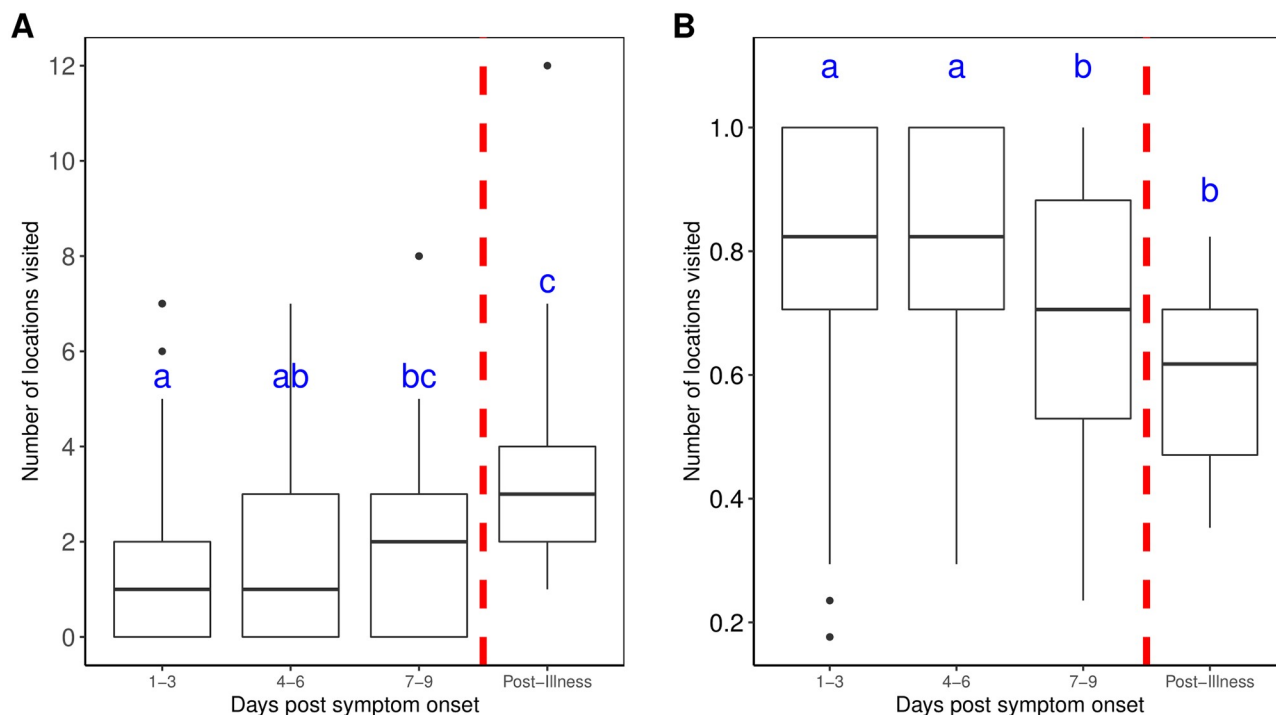 A
Number of locations visited
12
10
8
6
4
2
0
a
ab
bc
c
1–3
4–6
7–9
Post–Illness
Days post symptom onset
B
Number of locations visited
1.0
0.8
0.6
0.4
0.2
a
a
b
b
1–3
4–6
7–9
Post–Illness
Days post symptom onset